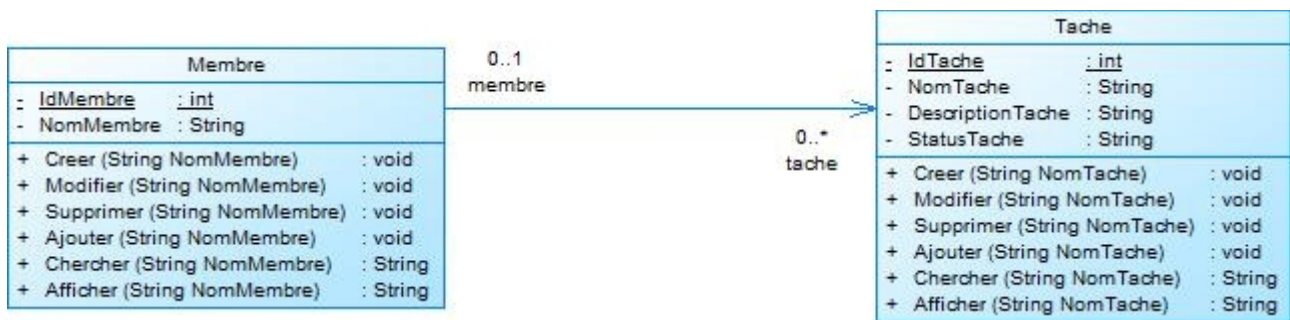 Membre
- IdMembre : int
- NomMembre : String
+ Creer (String NomMembre) : void
+ Modifier (String NomMembre) : void
+ Supprimer (String NomMembre) : void
+ Ajouter (String NomMembre) : void
+ Chercher (String NomMembre) : String
+ Afficher (String NomMembre) : String
0..1
membre
0..*
tache
Tache
- IdTache : int
- NomTache : String
- DescriptionTache : String
- StatusTache : String
+ Creer (String NomTache) : void
+ Modifier (String NomTache) : void
+ Supprimer (String NomTache) : void
+ Ajouter (String NomTache) : void
+ Chercher (String NomTache) : String
+ Afficher (String NomTache) : String